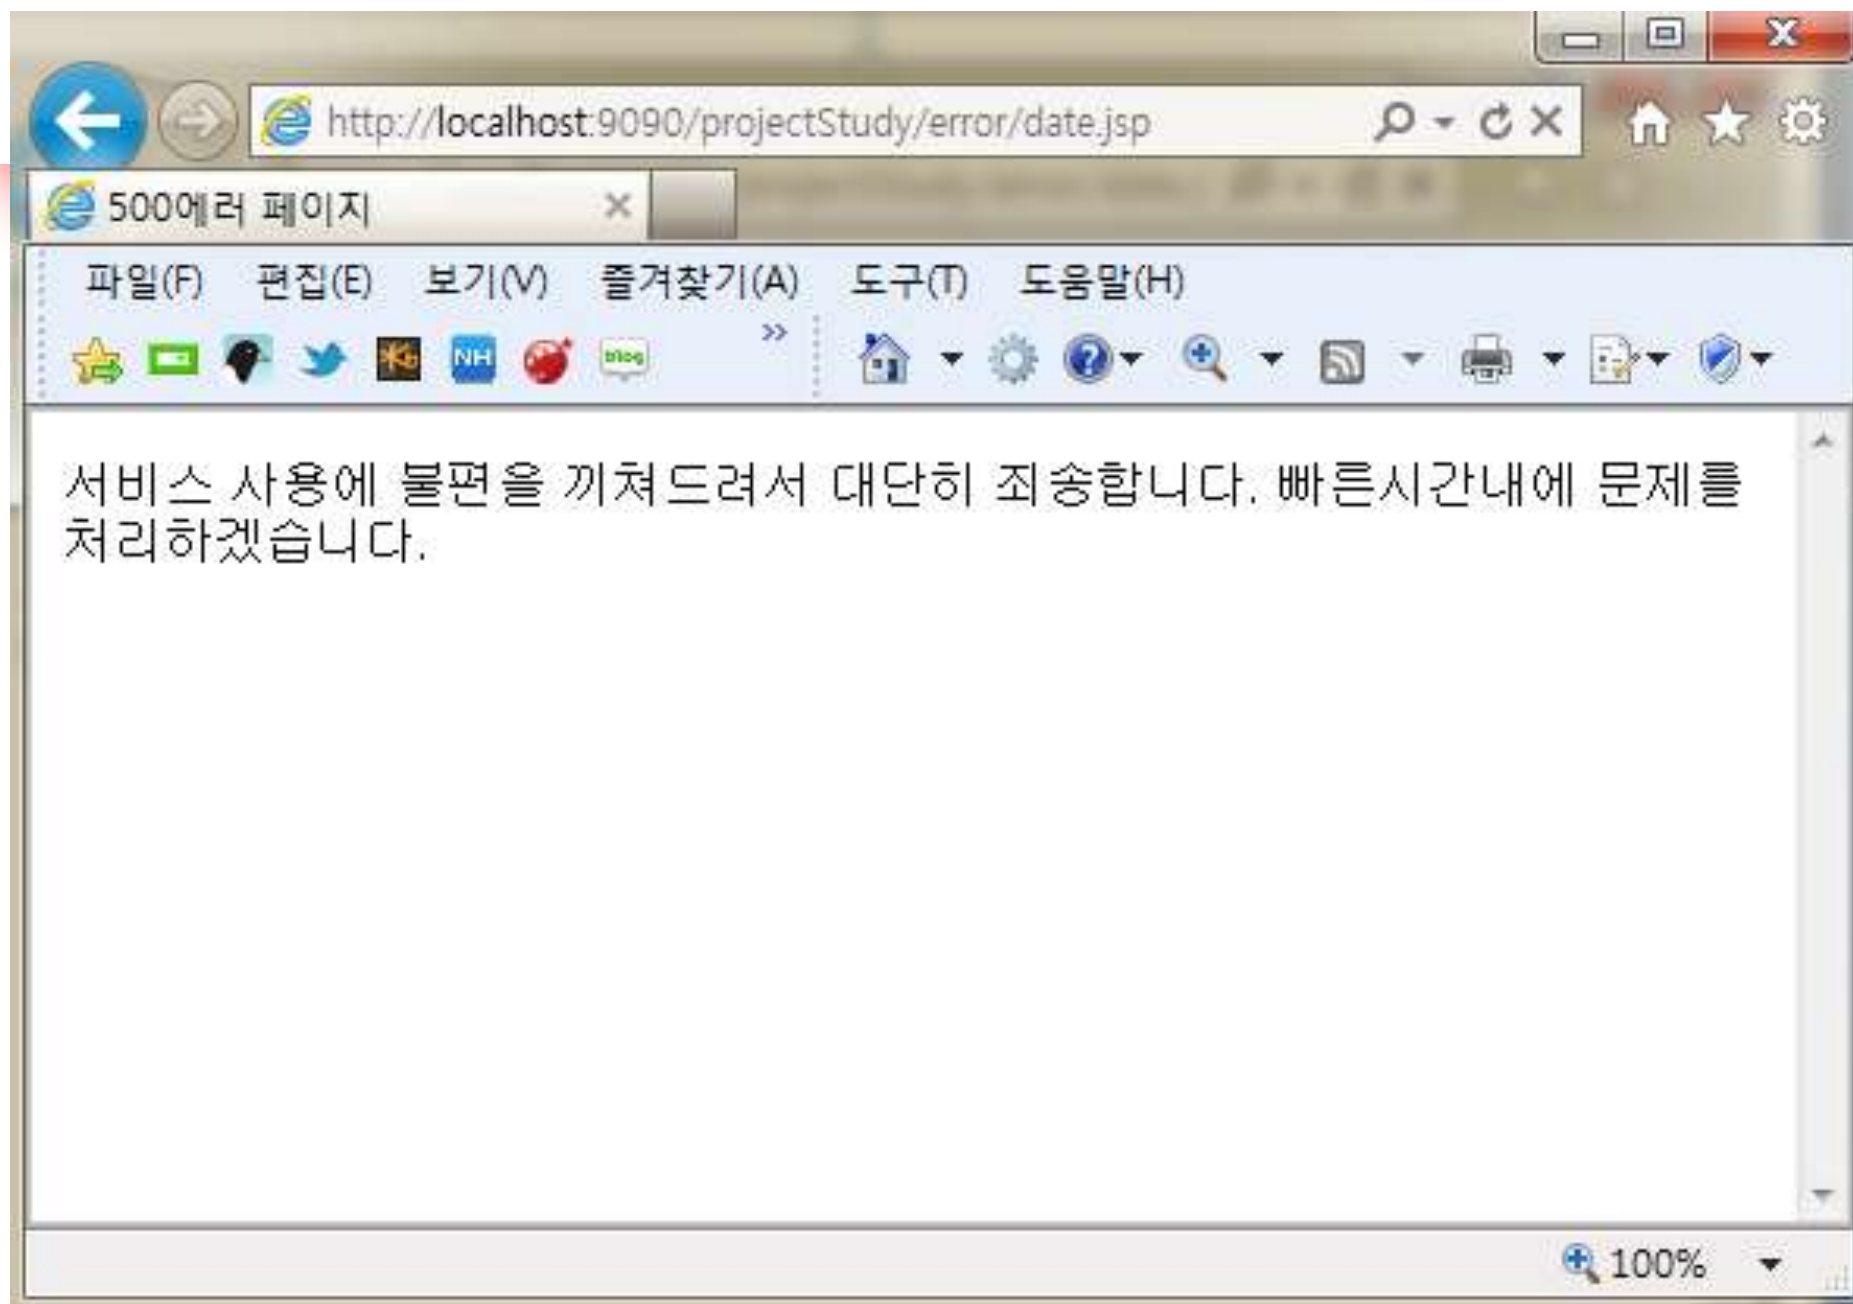 http://localhost:9090/projectStudy/error/date.jsp
500에러 페이지
파일(F) 편집(E) 보기(V) 즐겨찾기(A) 도구(T) 도움말(H)
NH blog
서비스 사용에 불편을 끼쳐드려서 대단히 죄송합니다. 빠른시간내에 문제를
처리하겠습니다.
100%